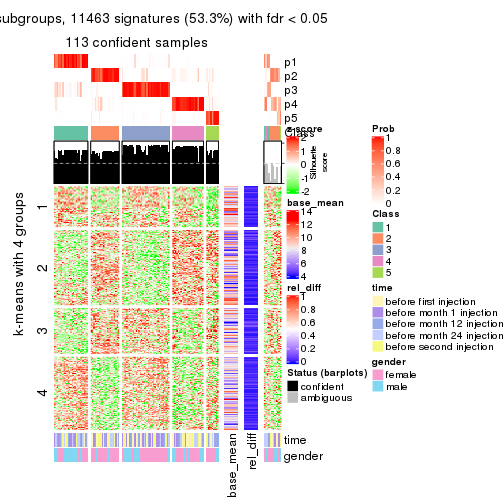 subgroups, 11463 signatures (53.3%) with fdr < 0.05
113 confident samples
p1
p2
p3
p4
p5
Class
Silhouette
score
k-means with 4 groups
1
2
3
4
base_mean
rel_diff
time
gender
z-score
2
1
0
-1
-2
base_mean
14
12
10
8
6
4
rel_diff
1
0.8
0.6
0.4
0.2
0
Status (barplots)
confident
ambiguous
Prob
1
0.8
0.6
0.4
0.2
0
Class
1
2
3
4
5
time
before first injection
before month 1 injection
before month 12 injection
before month 24 injection
before second injection
gender
female
male